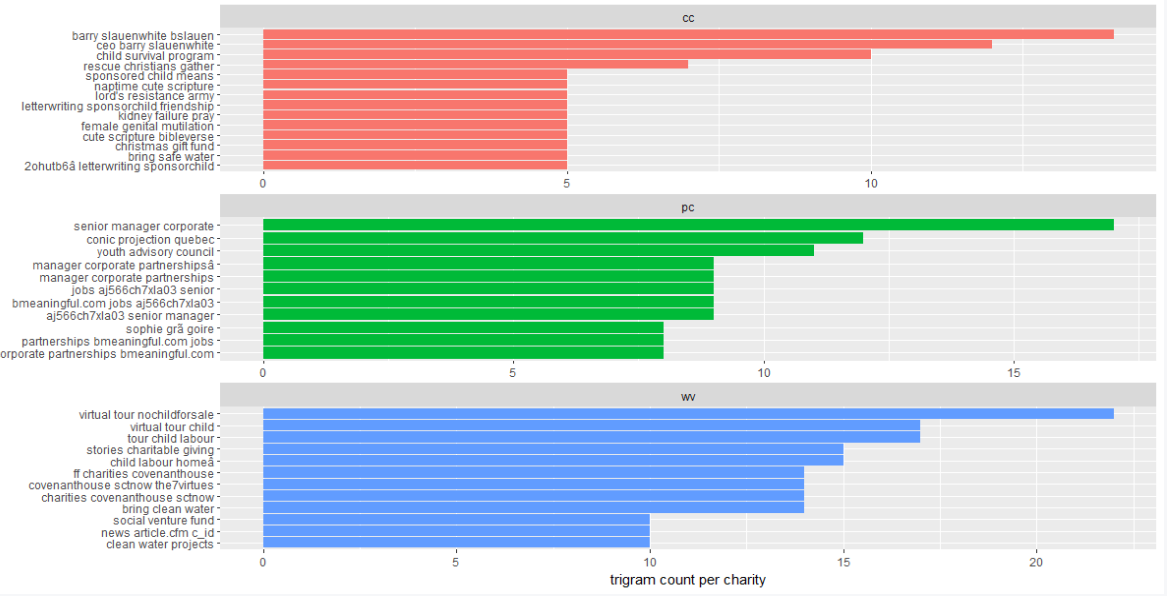 cc
barry slauenwhite bslauen
ceo barry slauenwhite
child survival program
rescue christians gather
sponsored child means
naptime cute scripture
lord's resistance army
letterwriting sponsorchild friendship
kidney failure pray
female genital mutilation
cute scripture bibleverse
christmas gift fund
bring safe water
2ohutb6â letterwriting sponsorchild
0 5 10
pc
senior manager corporate
conic projection quebec
youth advisory council
manager corporate partnershipsâ
manager corporate partnerships
jobs aj566ch7xla03 senior
bmeaningful.com jobs aj566ch7xla03
aj566ch7xla03 senior manager
sophie grã goire
partnerships bmeaningful.com jobs
orporate partnerships bmeaningful.com
0 5 10 15
wv
virtual tour nochildforsale
virtual tour child
tour child labour
stories charitable giving
child labour homeâ
ff charities covenanthouse
covenanthouse sctnow the7virtues
charities covenanthouse sctnow
bring clean water
social venture fund
news article.cfm c_id
clean water projects
0 5 10 15 20
trigram count per charity